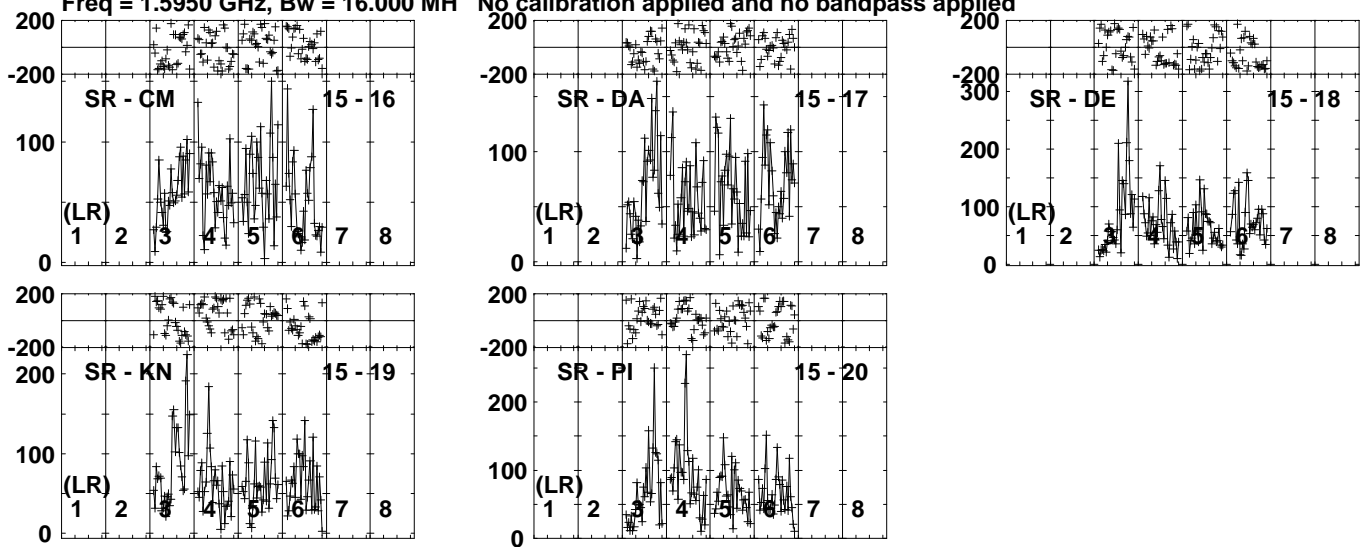 Freq = 1.5950 GHz, Bw = 16.000 MH No calibration applied and no bandpass applied
200
-200
SR - CM 15 - 16
100
(LR)
1 2 3 4 5 6 7 8
0
SR - DA 15 - 17
100
(LR)
1 2 3 4 5 6 7 8
0
-200
300
SR - DE 15 - 18
200
100
(LR)
1 2 3 4 5 6 7 8
0
200
-200
200
SR - KN 15 - 19
100
(LR)
1 2 3 4 5 6 7 8
0
SR - PI 15 - 20
200
100
(LR)
1 2 3 4 5 6 7 8
0